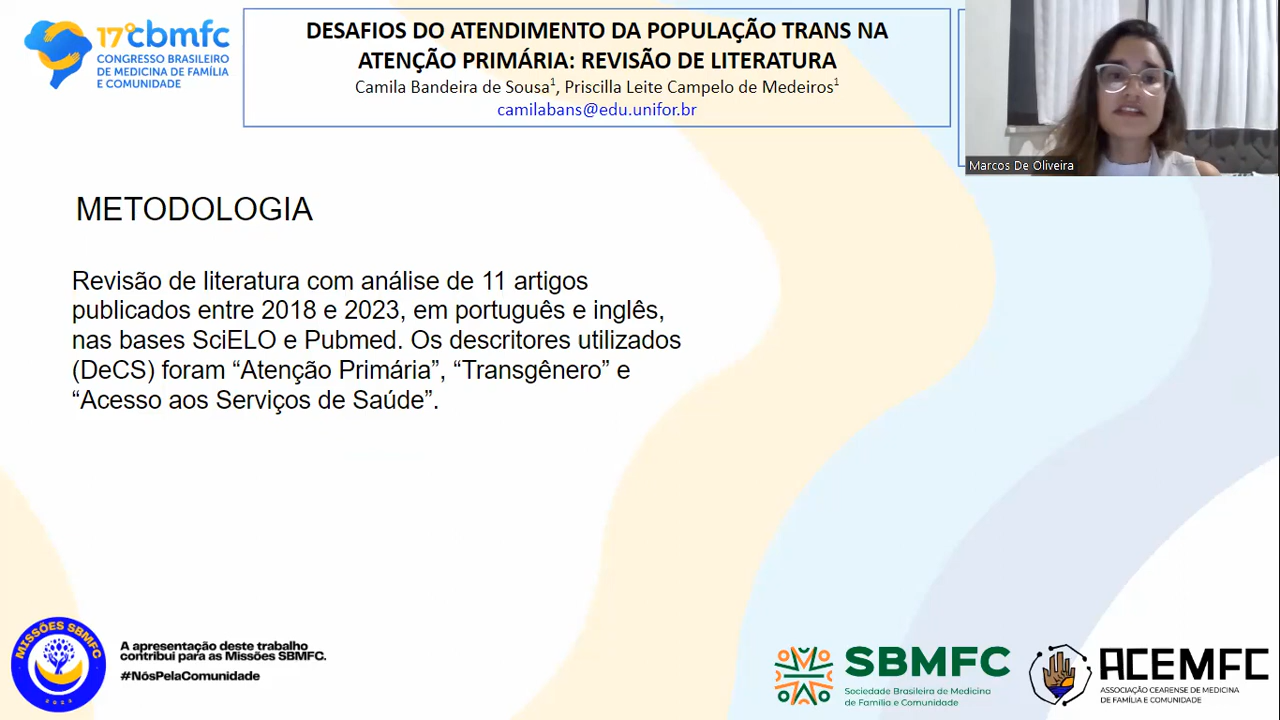 17º cbmfc
CONGRESSO BRASILEIRO
DE MEDICINA DE FAMÍLIA
E COMUNIDADE
DESAFIOS DO ATENDIMENTO DA POPULAÇÃO TRANS NA
ATENÇÃO PRIMÁRIA: REVISÃO DE LITERATURA
Camila Bandeira de Sousa¹, Priscilla Leite Campelo de Medeiros¹
camilabans@edu.unifor.br
Marcos De Oliveira
METODOLOGIA
Revisão de literatura com análise de 11 artigos
publicados entre 2018 e 2023, em português e inglês,
nas bases SciELO e Pubmed. Os descritores utilizados
(DeCS) foram “Atenção Primária”, “Transgênero” e
“Acesso aos Serviços de Saúde”.
MISSÕES SBMFC
2023
A apresentação deste trabalho
contribui para as Missões SBMFC.
#NósPelaComunidade
SBMFC
Sociedade Brasileira de Medicina
de Família e Comunidade
ACEMFC
ASSOCIAÇÃO CEARENSE DE MEDICINA
DE FAMÍLIA E COMUNIDADE